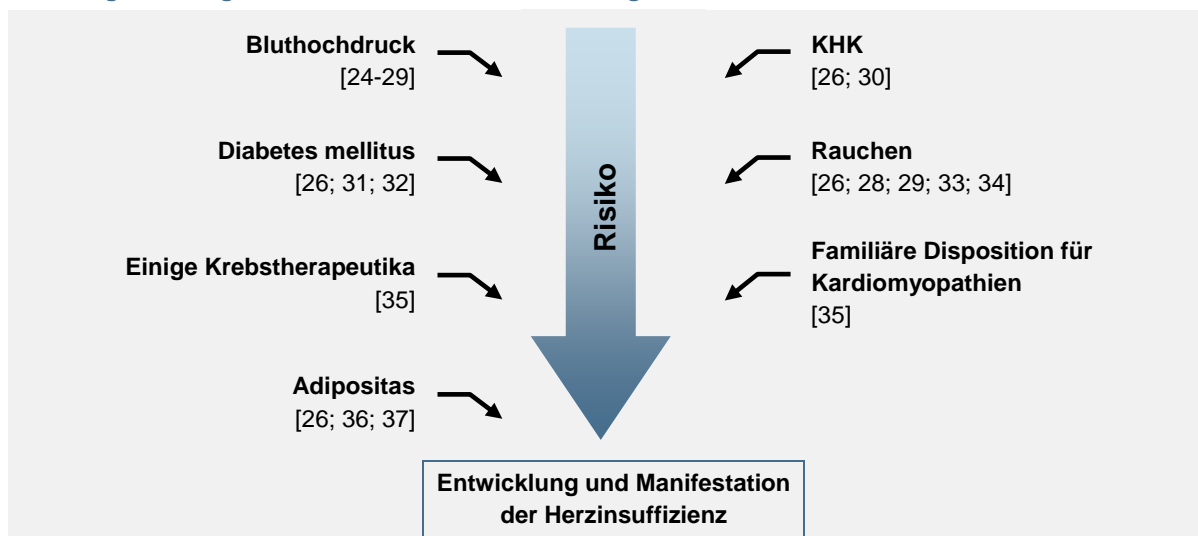 Bluthochdruck
[24-29]
KHK
[26; 30]
Diabetes mellitus
[26; 31; 32]
Rauchen
[26; 28; 29; 33; 34]
Risiko
Einige Krebstherapeutika
[35]
Familiäre Disposition für
Kardiomyopathien
[35]
Adipositas
[26; 36; 37]
Entwicklung und Manifestation
der Herzinsuffizienz